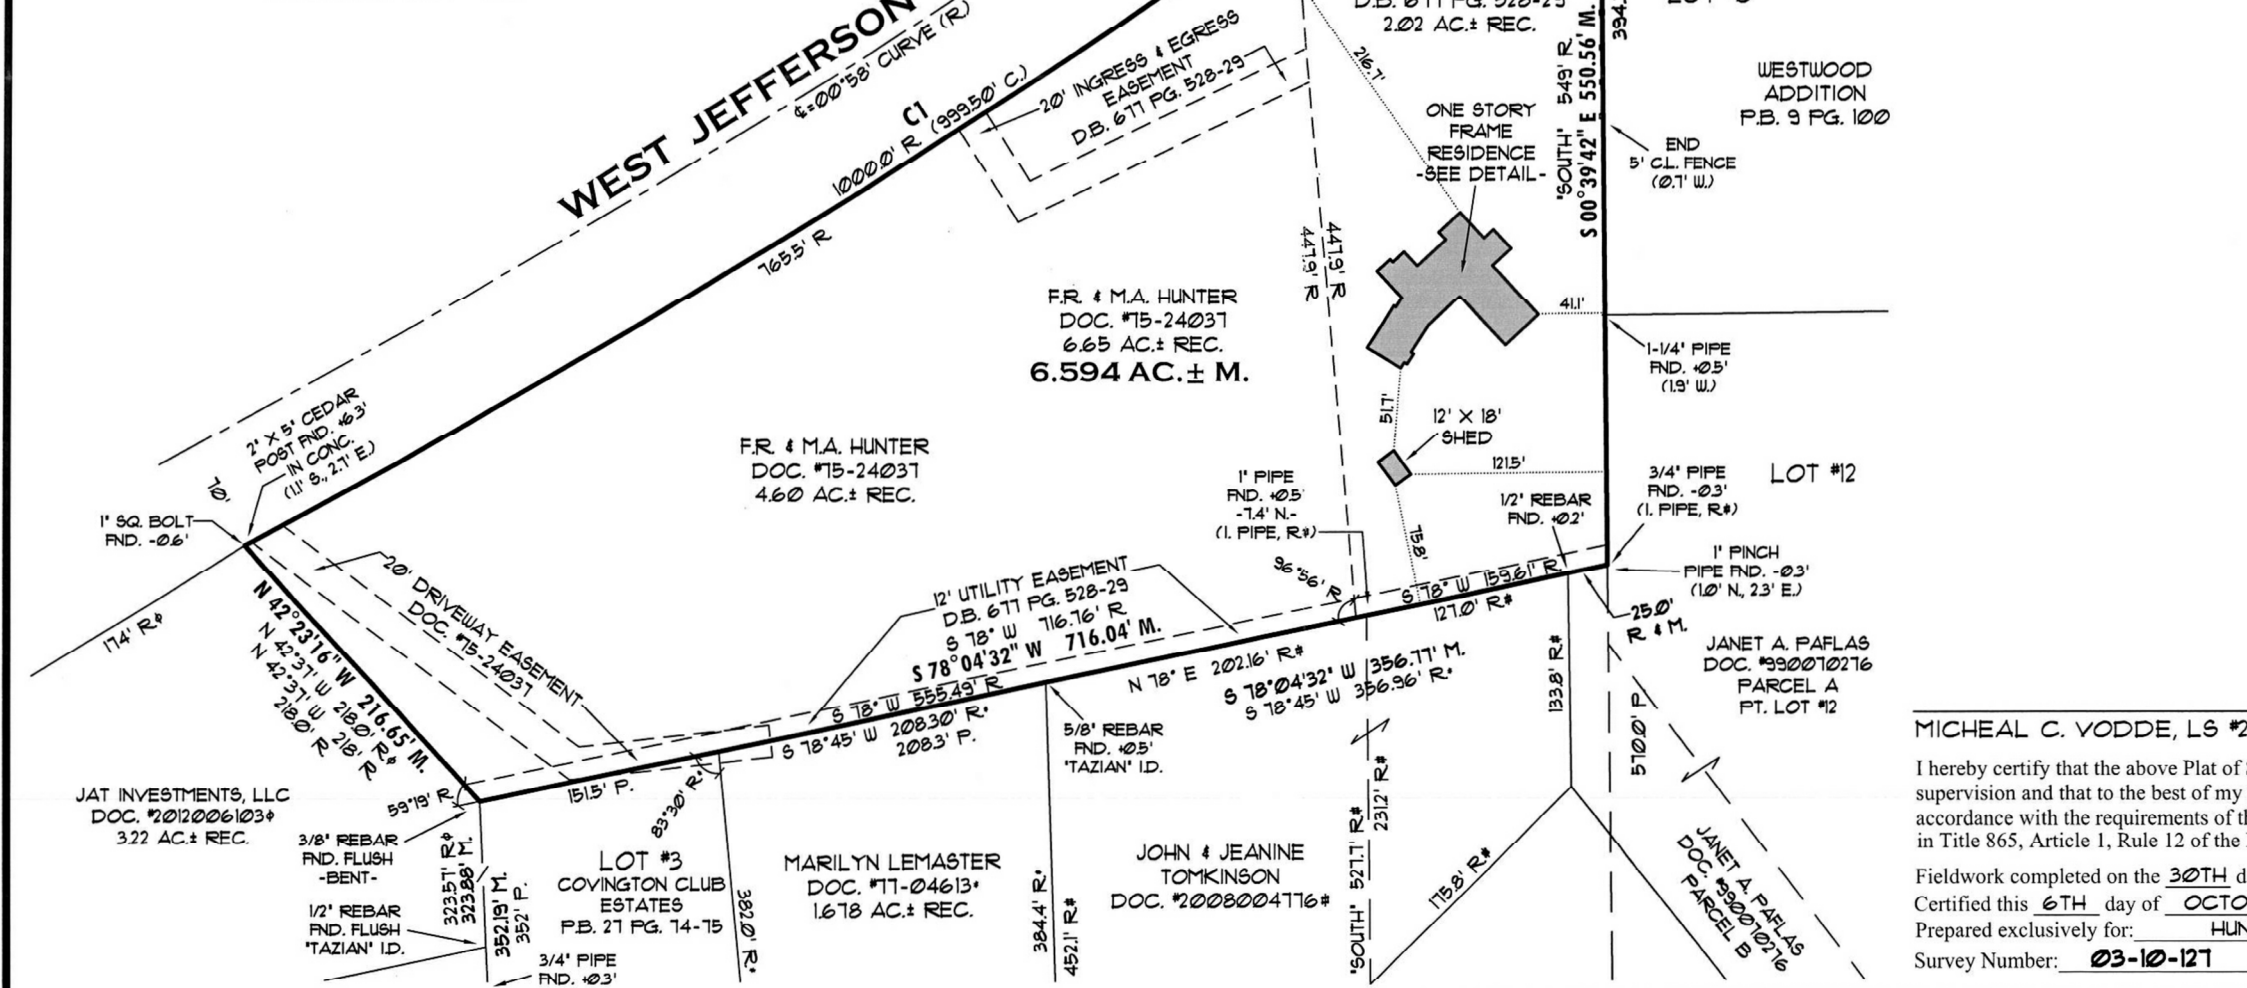 WEST JEFFERSON
℄=00°58' CURVE (R)
C1
1000.0' R (999.50' C.)
765.5' R
20' INGRESS & EGRESS
EASEMENT
D.B. 677 PG. 528-29
2.02 AC.± REC.
216.7'
ONE STORY
FRAME
RESIDENCE
-SEE DETAIL-
"SOUTH" 549' R
S 00°39'42" E 550.56' M.
394.
WESTWOOD
ADDITION
P.B. 9 PG. 100
END
5' C.L. FENCE
(0.7' W.)
447.9' R
447.9' R
41.1'
1-1/4" PIPE
FND. +0.5'
(1.9' W.)
F.R. & M.A. HUNTER
DOC. #75-24037
6.65 AC.± REC.
6.594 AC.± M.
F.R. & M.A. HUNTER
DOC. #75-24037
4.60 AC.± REC.
51.7'
12' X 18'
SHED
121.5'
75.8'
2" X 5" CEDAR
POST FND. +6.3'
IN CONC.
(1.1' S., 2.7' E.)
70'
1" SQ. BOLT
FND. -0.6'
174' R⌖
1" PIPE
FND. +0.5'
-7.4' N.-
(I. PIPE, R#)
1/2" REBAR
FND. +0.2'
3/4" PIPE
FND. -0.3'
(I. PIPE, R#)
LOT #12
1" PINCH
PIPE FND. -0.3'
(1.0' N., 2.3' E.)
25.0'
R & M.
JANET A. PAFLAS
DOC. #990070276
PARCEL A
PT. LOT #12
20' DRIVEWAY EASEMENT
DOC. #75-24037
12' UTILITY EASEMENT
D.B. 677 PG. 528-29
S 78° W 716.76' R
S 78°04'32" W 716.04' M.
S 78° W 555.49' R
S 78°45' W 208.30' R•
208.3' P.
96°56' R
S 78° W 159.61' R
127.0' R#
N 78° E 202.16' R#
S 78°04'32" W 356.77' M.
S 78°45' W 356.96' R•
N 42°23'16" W 216.65' M.
N 42°37' W 218.0' R⌖
N 42°37' W 218' R
218.0' R
59°19' R
151.5' P.
83°30' R•
5/8" REBAR
FND. +0.5'
"TAZIAN" I.D.
JAT INVESTMENTS, LLC
DOC. #2012006103⌖
3.22 AC.± REC.
3/8" REBAR
FND. FLUSH
-BENT-
1/2" REBAR
FND. FLUSH
"TAZIAN" I.D.
323.57' R⌖
323.88' M.
352.19' M.
352' P.
3/4" PIPE
FND. +0.3'
LOT #3
COVINGTON CLUB
ESTATES
P.B. 27 PG. 74-75
382.0' R•
MARILYN LEMASTER
DOC. #77-04613•
1.678 AC.± REC.
384.4' R•
452.1' R#
JOHN & JEANINE
TOMKINSON
DOC. #2008004776#
"SOUTH" 527.7' R#
231.2' R#
133.8' R#
175.8' R#
570.0' P
JANET A. PAFLAS
DOC. #990070276
PARCEL B
MICHEAL C. VODDE, LS #2
I hereby certify that the above Plat of
supervision and that to the best of my
accordance with the requirements of th
in Title 865, Article 1, Rule 12 of the
Fieldwork completed on the 30TH d
Certified this 6TH day of OCTO
Prepared exclusively for: HUN
Survey Number: 03-10-127